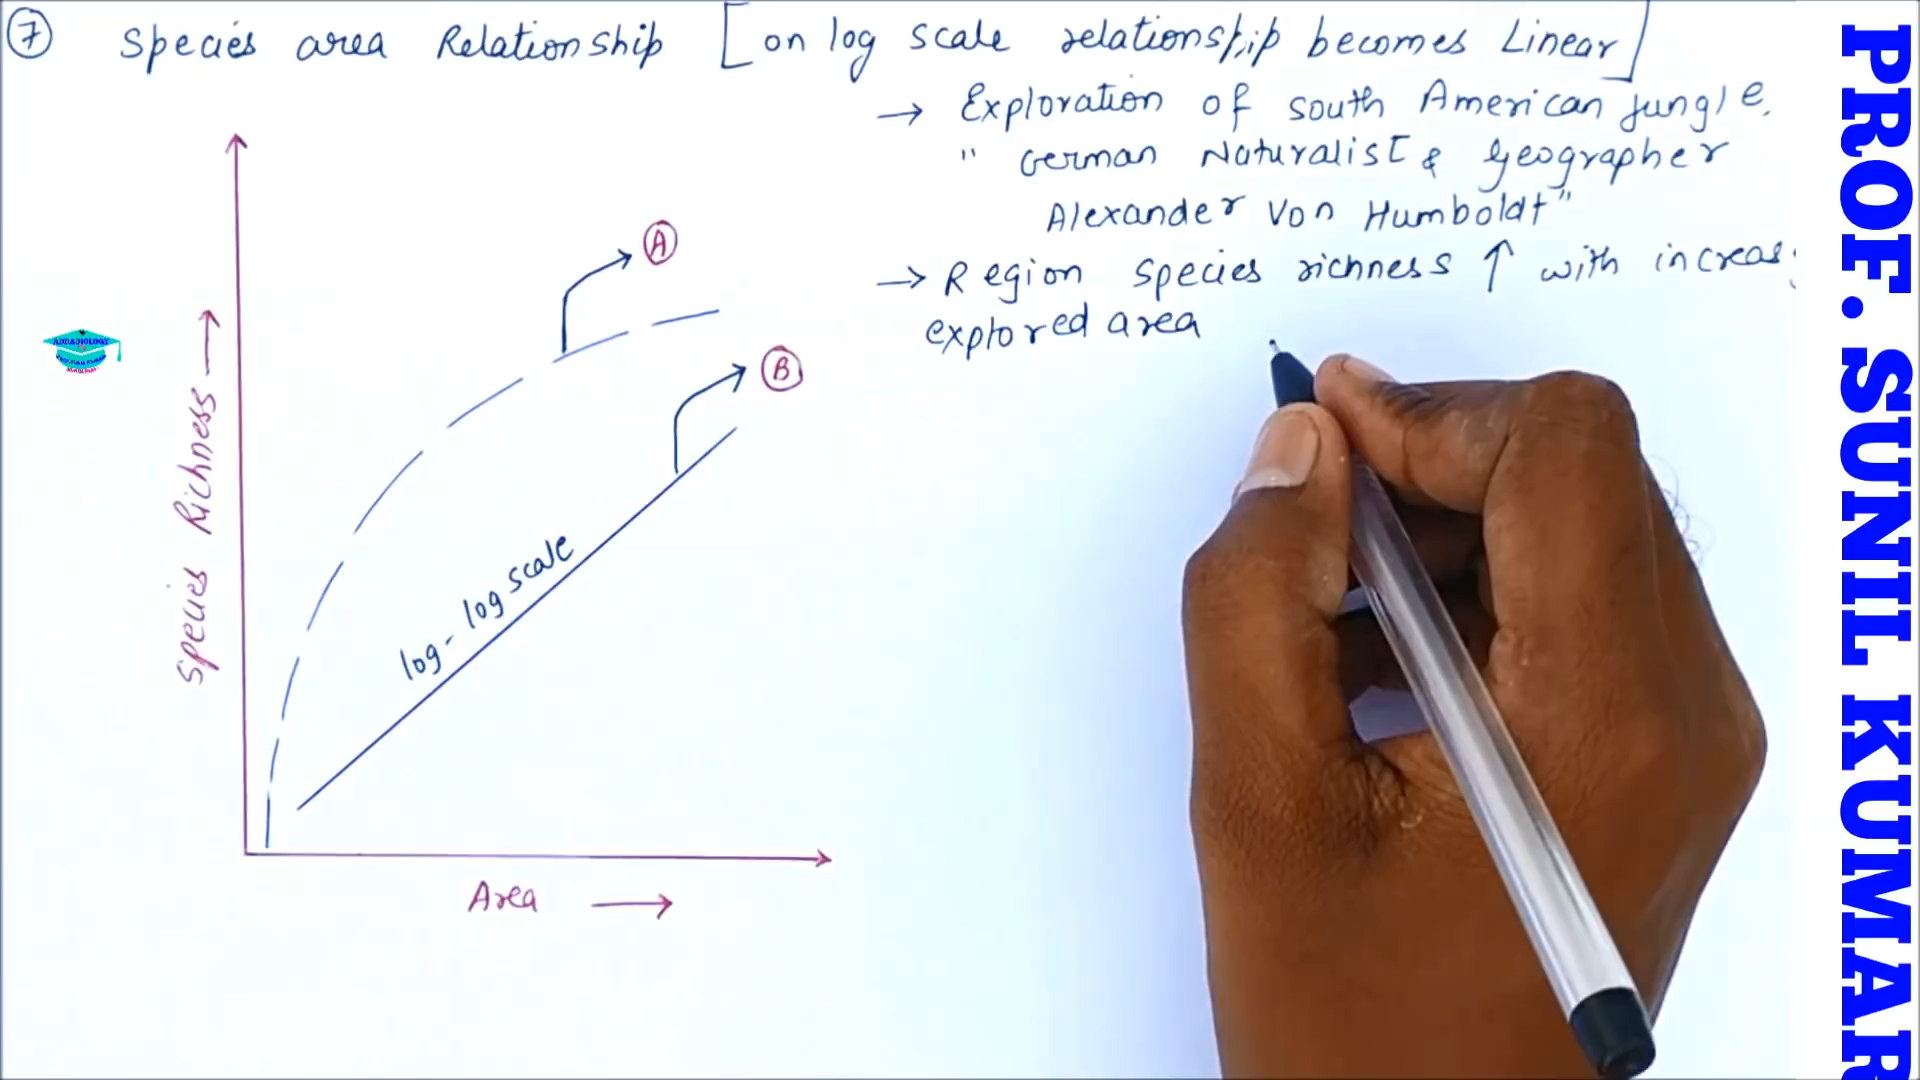 7 Species area Relationship [on log scale relationship becomes Linear]
→ Exploration of south American jungle.
" German Naturalist & Geographer
Alexander Von Humboldt"
→ Region species richness ↑ with increas
explored area
A
B
log - log scale
Species Richness →
Area →
ADDABIOLOGY
PROF. SUNIL KUMAR